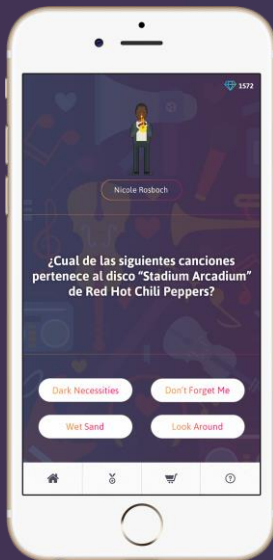 1572
Nicole Rosboch
¿Cual de las siguientes canciones
pertenece al disco “Stadium Arcadium”
de Red Hot Chili Peppers?
Dark Necessities
Don't Forget Me
Wet Sand
Look Around